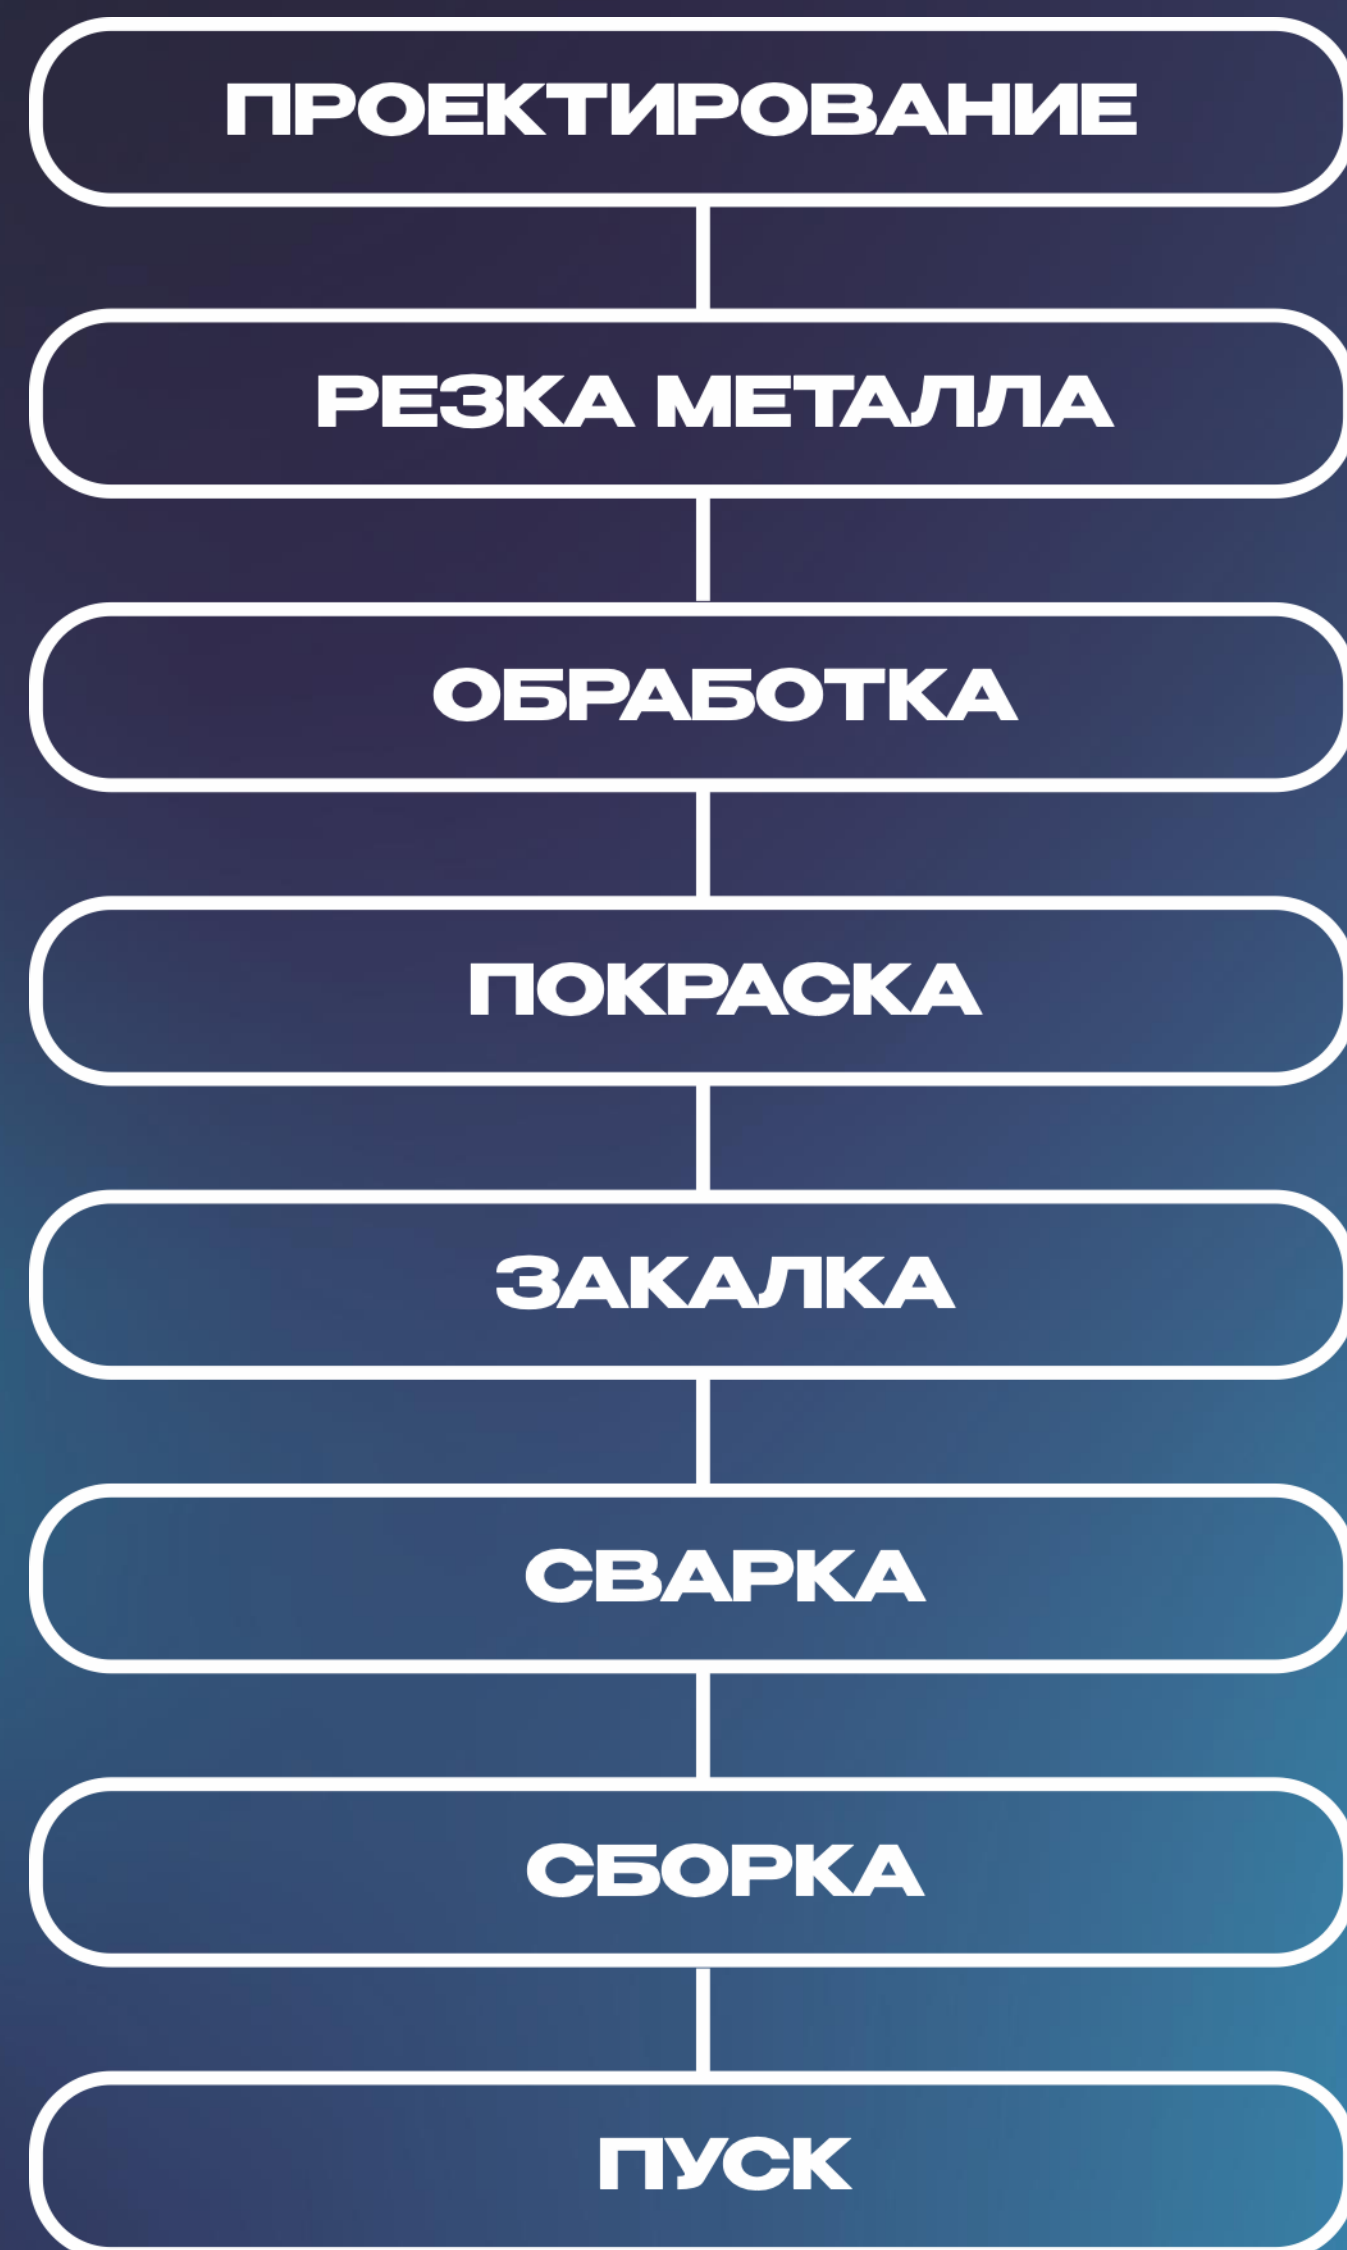 ПРОЕКТИРОВАНИЕ
РЕЗКА МЕТАЛЛА
ОБРАБОТКА
ПОКРАСКА
ЗАКАЛКА
СВАРКА
СБОРКА
ПУСК